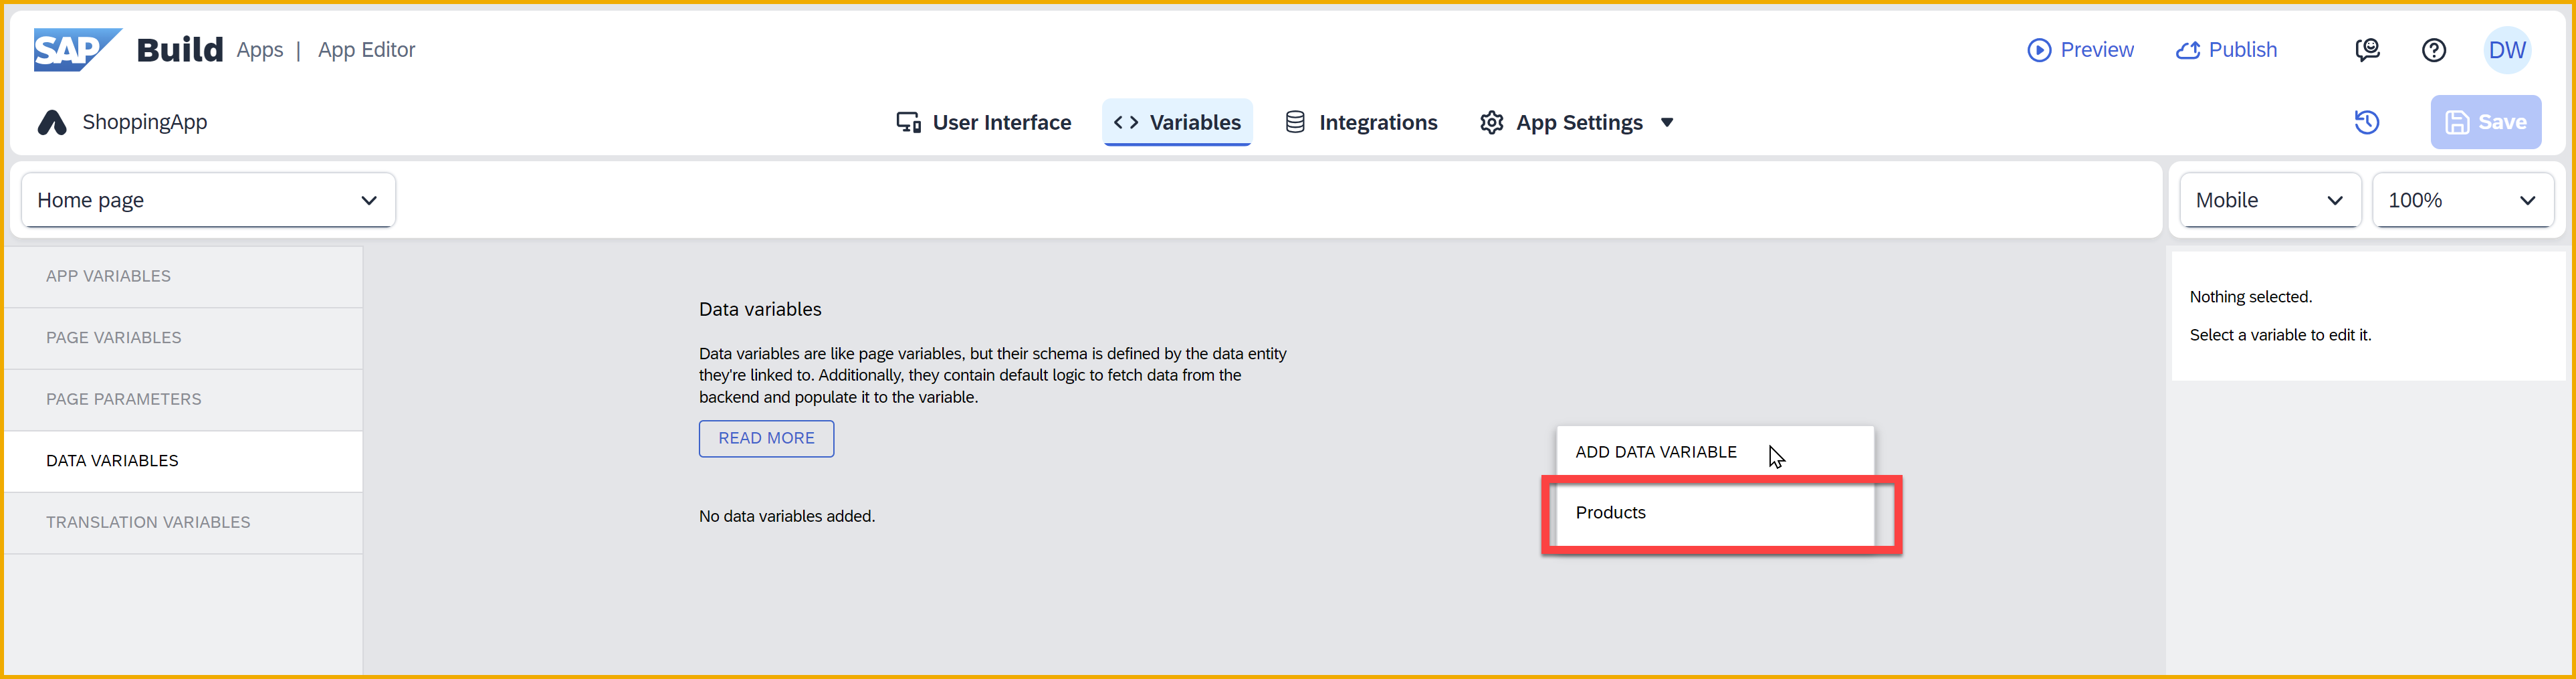 SAP Build Apps | App Editor
Preview
Publish
DW
ShoppingApp
User Interface
Variables
Integrations
App Settings
Save
Home page
Mobile
100%
APP VARIABLES
PAGE VARIABLES
PAGE PARAMETERS
DATA VARIABLES
TRANSLATION VARIABLES
Data variables
Data variables are like page variables, but their schema is defined by the data entity
they're linked to. Additionally, they contain default logic to fetch data from the
backend and populate it to the variable.
READ MORE
No data variables added.
ADD DATA VARIABLE
Products
Nothing selected.
Select a variable to edit it.